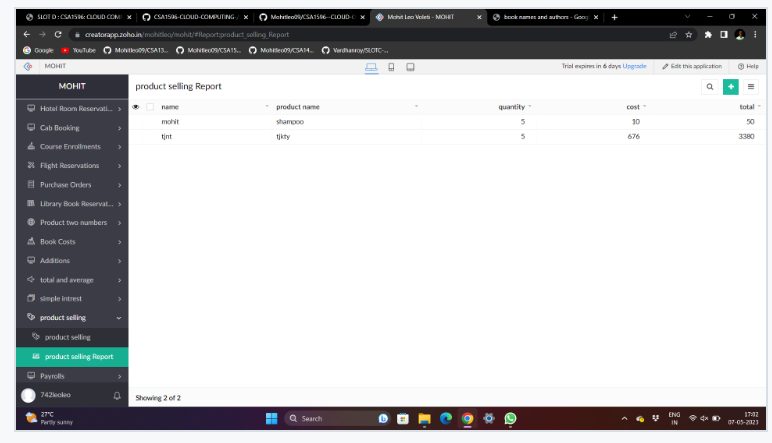 SLOT D : CSA1596: CLOUD COM
CSA1596-CLOUD-COMPUTING-/
Mohitleo09/CSA1596--CLOUD-C
Mohit Leo Voleti - MOHIT
book names and authors - Goog
creatorapp.zoho.in/mohitleo/mohit/#Report:product_selling_Report
Google
YouTube
Mohitleo09/CSA13...
Mohitleo09/CSA15...
Mohitleo09/CSA14...
Vardhanroy/SLOTC-...
MOHIT
Trial expires in 6 days Upgrade
Edit this application
Help
MOHIT
product selling Report
Hotel Room Reservati...
Cab Booking
Course Enrollments
Flight Reservations
Purchase Orders
Library Book Reservat...
Product two numbers
Book Costs
Additions
total and average
simple intrest
product selling
product selling
product selling Report
Payrolls
742leoleo
name product name quantity cost total
mohit shampoo 5 10 50
tjnt tjkty 5 676 3380
Showing 2 of 2
27°C
Partly sunny
Search
ENG
IN
17:02
07-05-2023